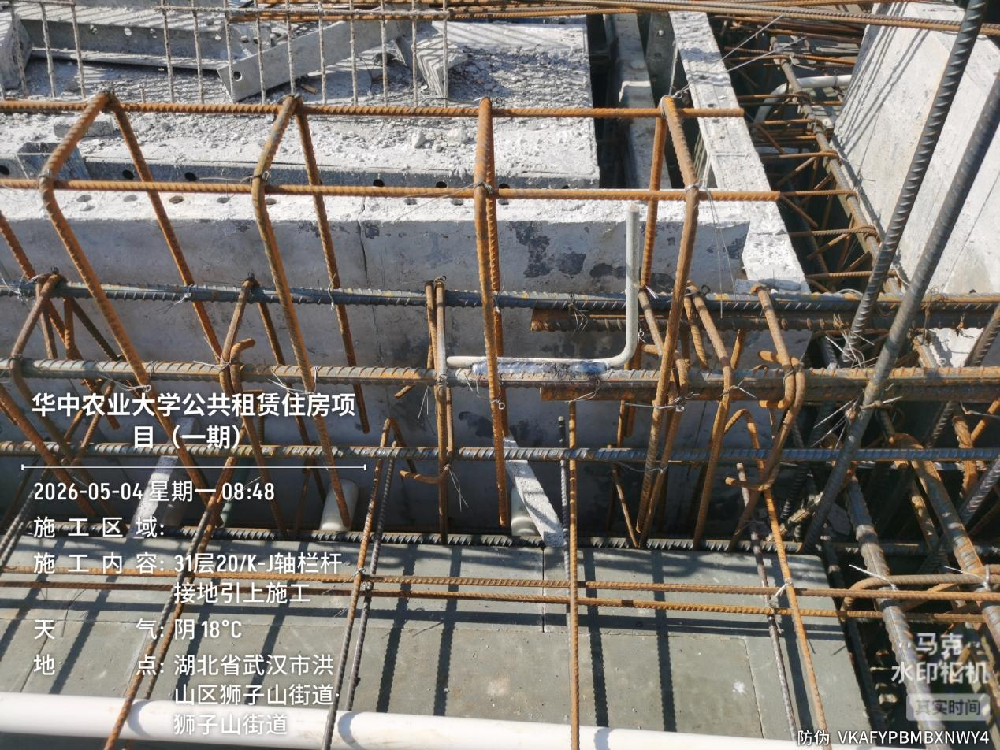 华中农业大学公共租赁住房项
目（一期）
2026-05-04 星期一 08:48
施工区域:
施工内容: 31层20/K-J轴栏杆
接地引上施工
天气: 阴 18°C
地点: 湖北省武汉市洪
山区狮子山街道·
狮子山街道
马克
水印相机
真实时间
防伪 VKAFYPBMBXNWY4